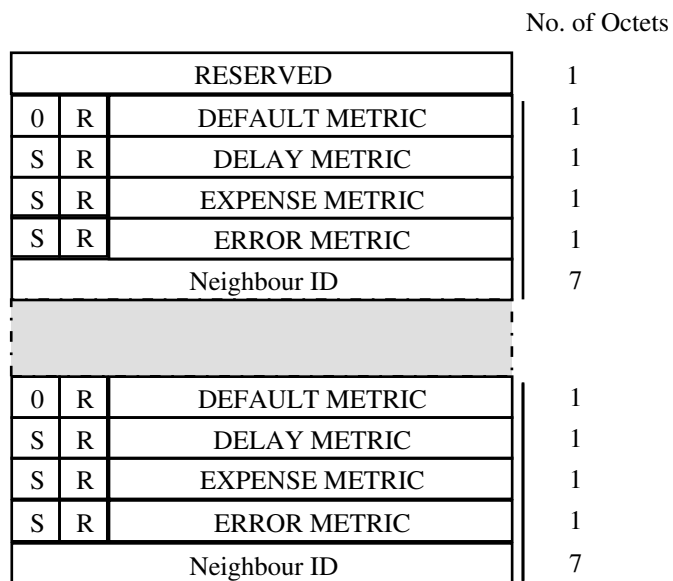 No. of Octets
RESERVED 1
0 R DEFAULT METRIC 1
S R DELAY METRIC 1
S R EXPENSE METRIC 1
S R ERROR METRIC 1
Neighbour ID 7
0 R DEFAULT METRIC 1
S R DELAY METRIC 1
S R EXPENSE METRIC 1
S R ERROR METRIC 1
Neighbour ID 7